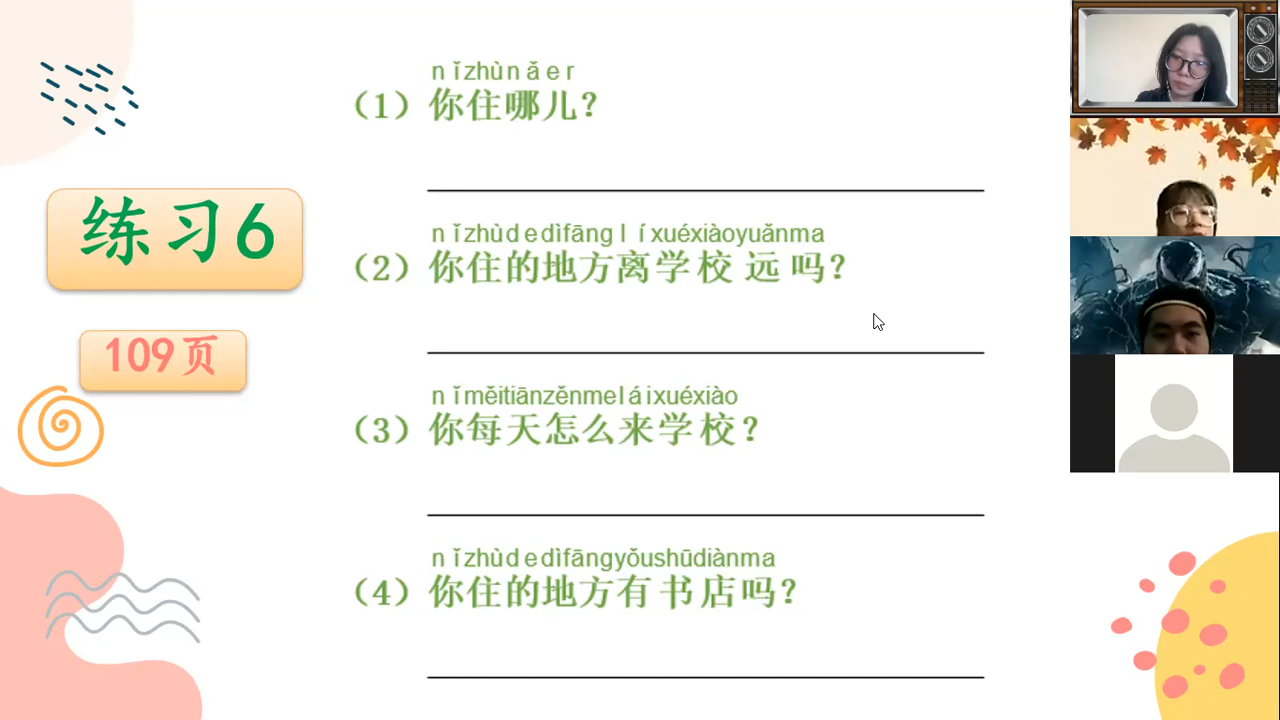 练习6
109页
nǐzhùnǎer
（1）你住哪儿？
nǐzhùdedìfānglíxuéxiàoyuǎnma
（2）你住的地方离学校 远 吗？
nǐměitiānzěnmeláixuéxiào
（3）你每天怎么来学校？
nǐzhùdedìfāngyǒushūdiànma
（4）你住的地方有书店吗？